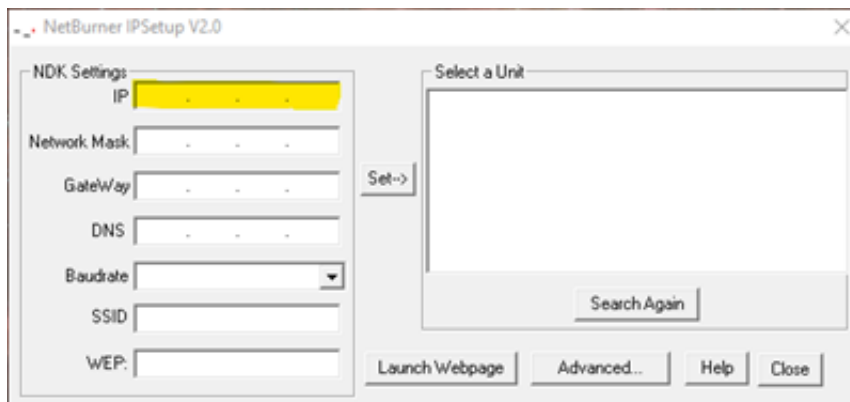 NetBurner IPSetup V2.0
NDK Settings
IP
Network Mask
GateWay
DNS
Baudrate
SSID
WEP:
Set-->
Select a Unit
Search Again
Launch Webpage
Advanced...
Help
Close